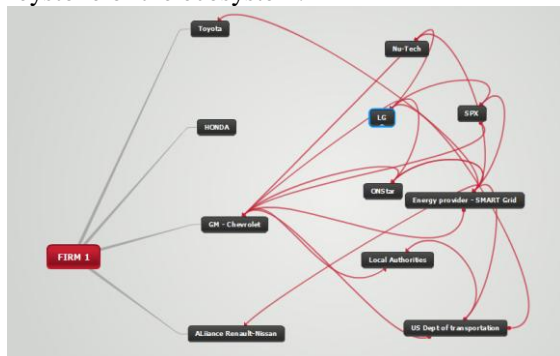 Toyota
Nu-Tech
LG
SPX
HONDA
ONStar
Energy provider - SMART Grid
GM - Chevrolet
FIRM 1
Local Authorities
ALliance Renault-Nissan
US Dept of transportation